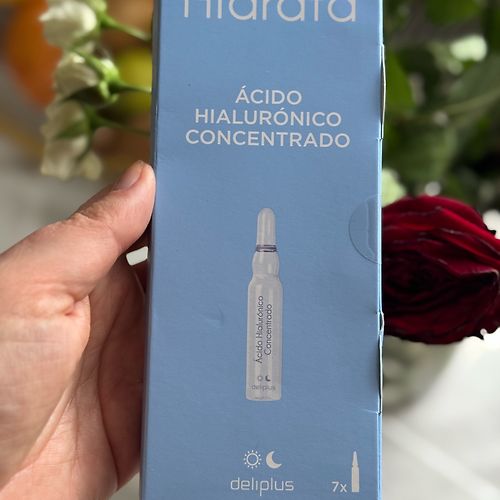 Hidrata
ÁCIDO
HIALURÓNICO
CONCENTRADO
Ácido Hialurónico
Concentrado
deliplus
deliplus
7x